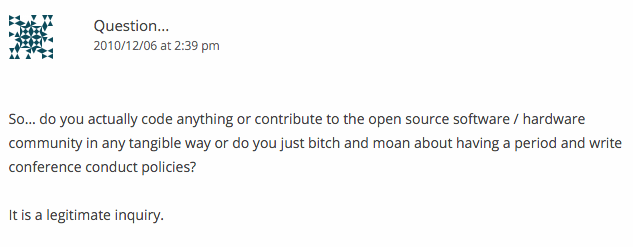 Question...
2010/12/06 at 2:39 pm
So... do you actually code anything or contribute to the open source software / hardware
community in any tangible way or do you just bitch and moan about having a period and write
conference conduct policies?
It is a legitimate inquiry.